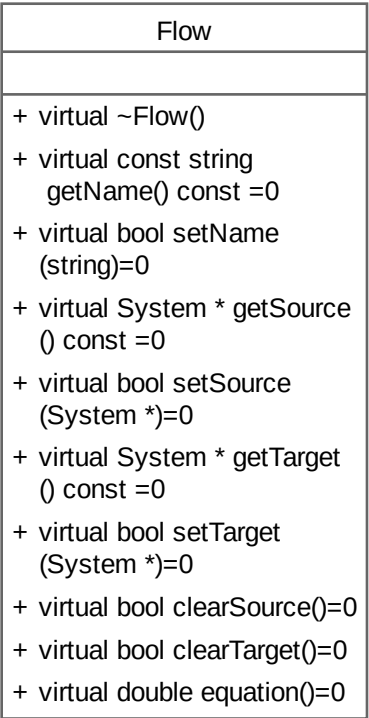 Flow
+ virtual ~Flow()
+ virtual const string
getName() const =0
+ virtual bool setName
(string)=0
+ virtual System * getSource
() const =0
+ virtual bool setSource
(System *)=0
+ virtual System * getTarget
() const =0
+ virtual bool setTarget
(System *)=0
+ virtual bool clearSource()=0
+ virtual bool clearTarget()=0
+ virtual double equation()=0